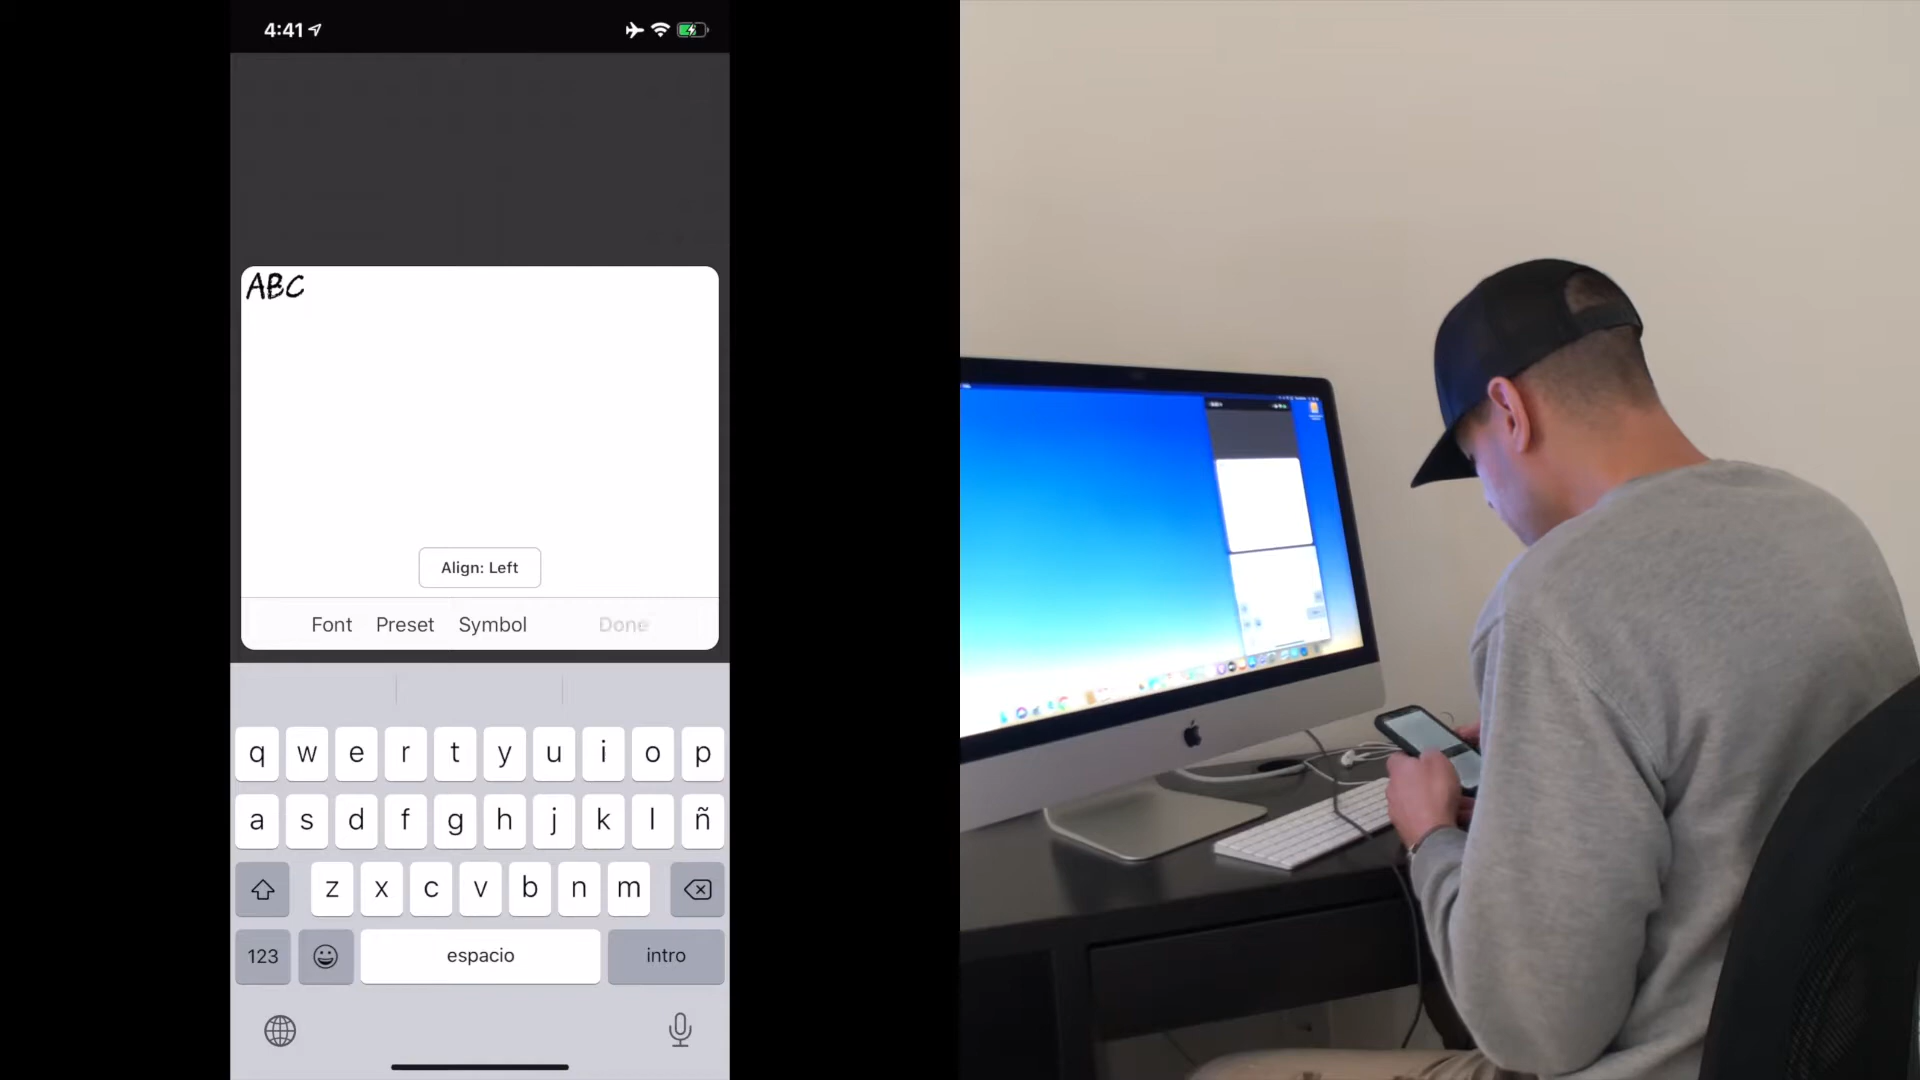 4:41
ABC
Align: Left
Font Preset Symbol Done
q w e r t y u i o p
a s d f g h j k l ñ
z x c v b n m
123 espacio intro